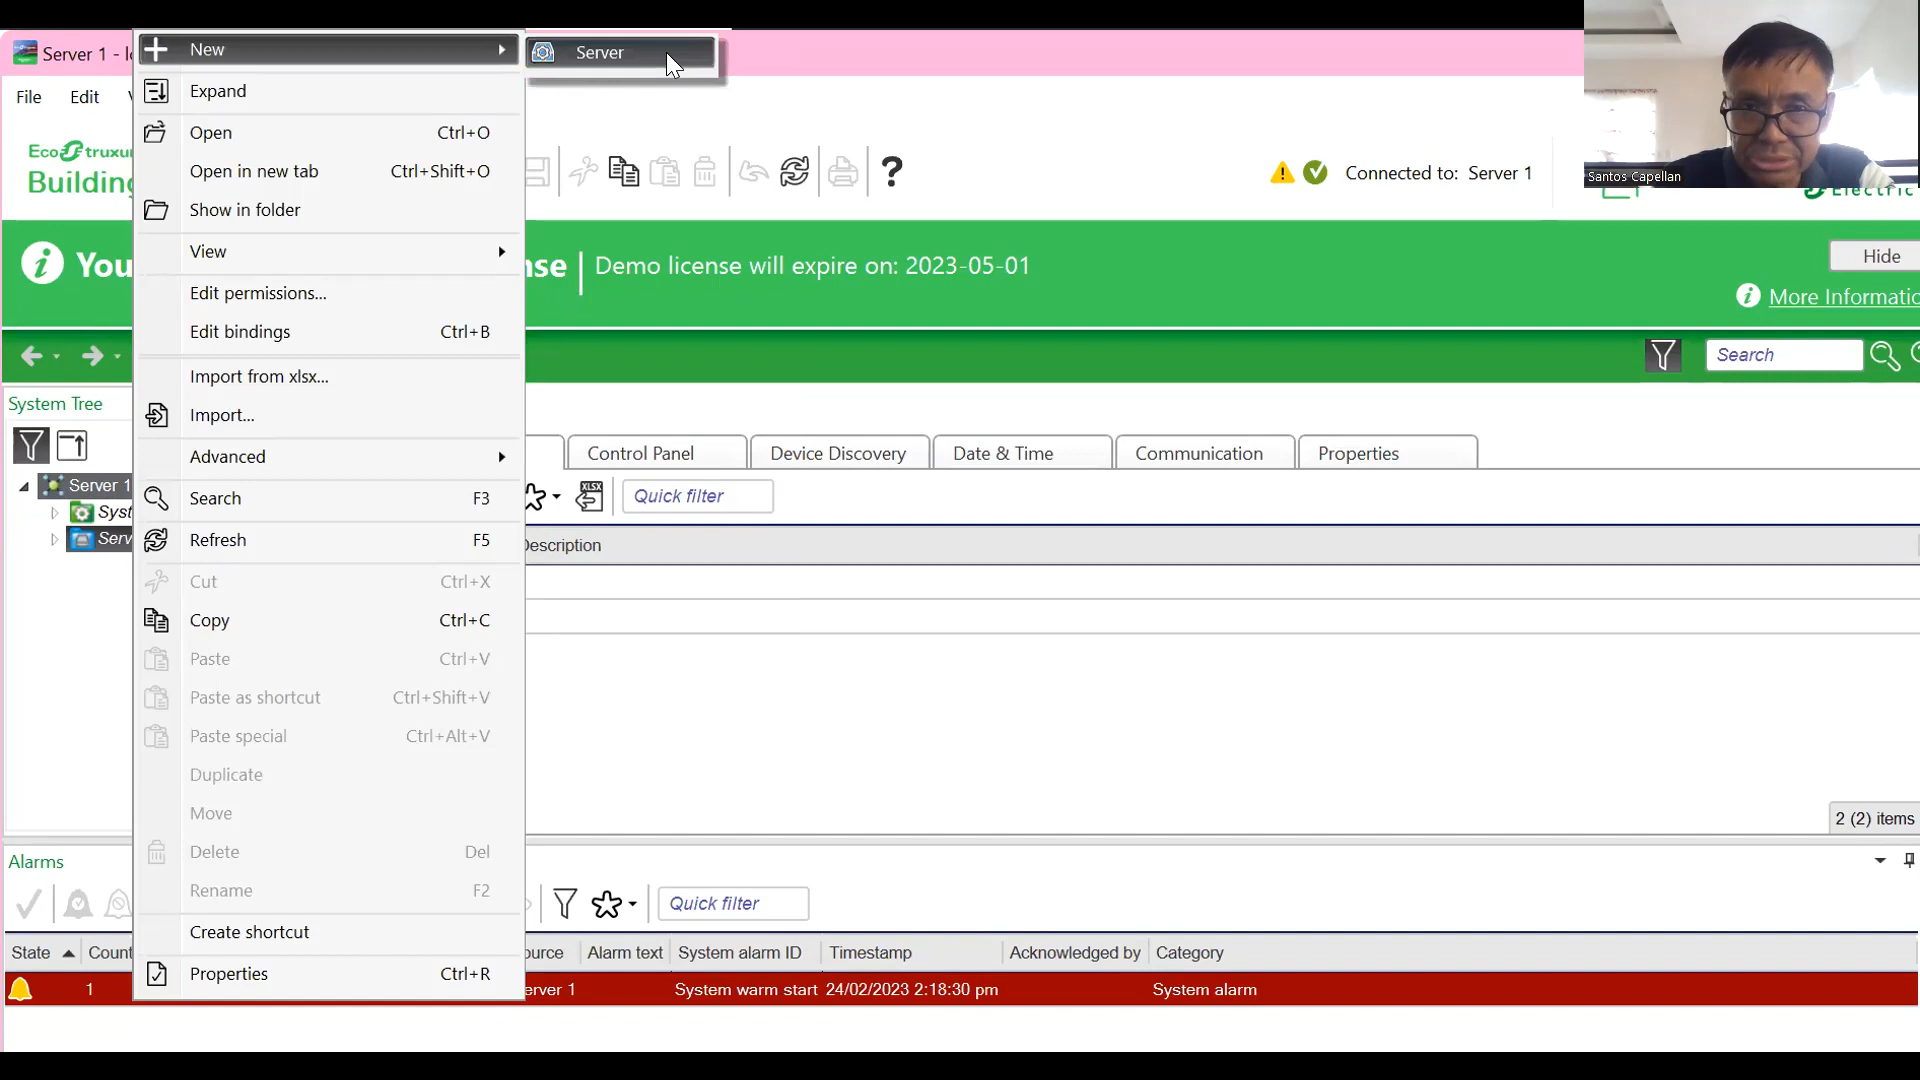 Server 1 -
New
Server
File Edit
Expand
Open Ctrl+O
Open in new tab Ctrl+Shift+O
Show in folder
View
Edit permissions...
Edit bindings Ctrl+B
Import from xlsx...
Import...
Advanced
Search F3
Refresh F5
Cut Ctrl+X
Copy Ctrl+C
Paste Ctrl+V
Paste as shortcut Ctrl+Shift+V
Paste special Ctrl+Alt+V
Duplicate
Move
Delete Del
Rename F2
Create shortcut
Properties Ctrl+R
EcoStruxu
Building
?
Connected to: Server 1
Santos Capellan
Electric
You
nse
Demo license will expire on: 2023-05-01
Hide
More Informatio
Search
System Tree
Server 1
Syst
Serv
Control Panel Device Discovery Date & Time Communication Properties
XLSX
Quick filter
Description
2 (2) items
Alarms
Quick filter
State Count ource Alarm text System alarm ID Timestamp Acknowledged by Category
1 erver 1 System warm start 24/02/2023 2:18:30 pm System alarm